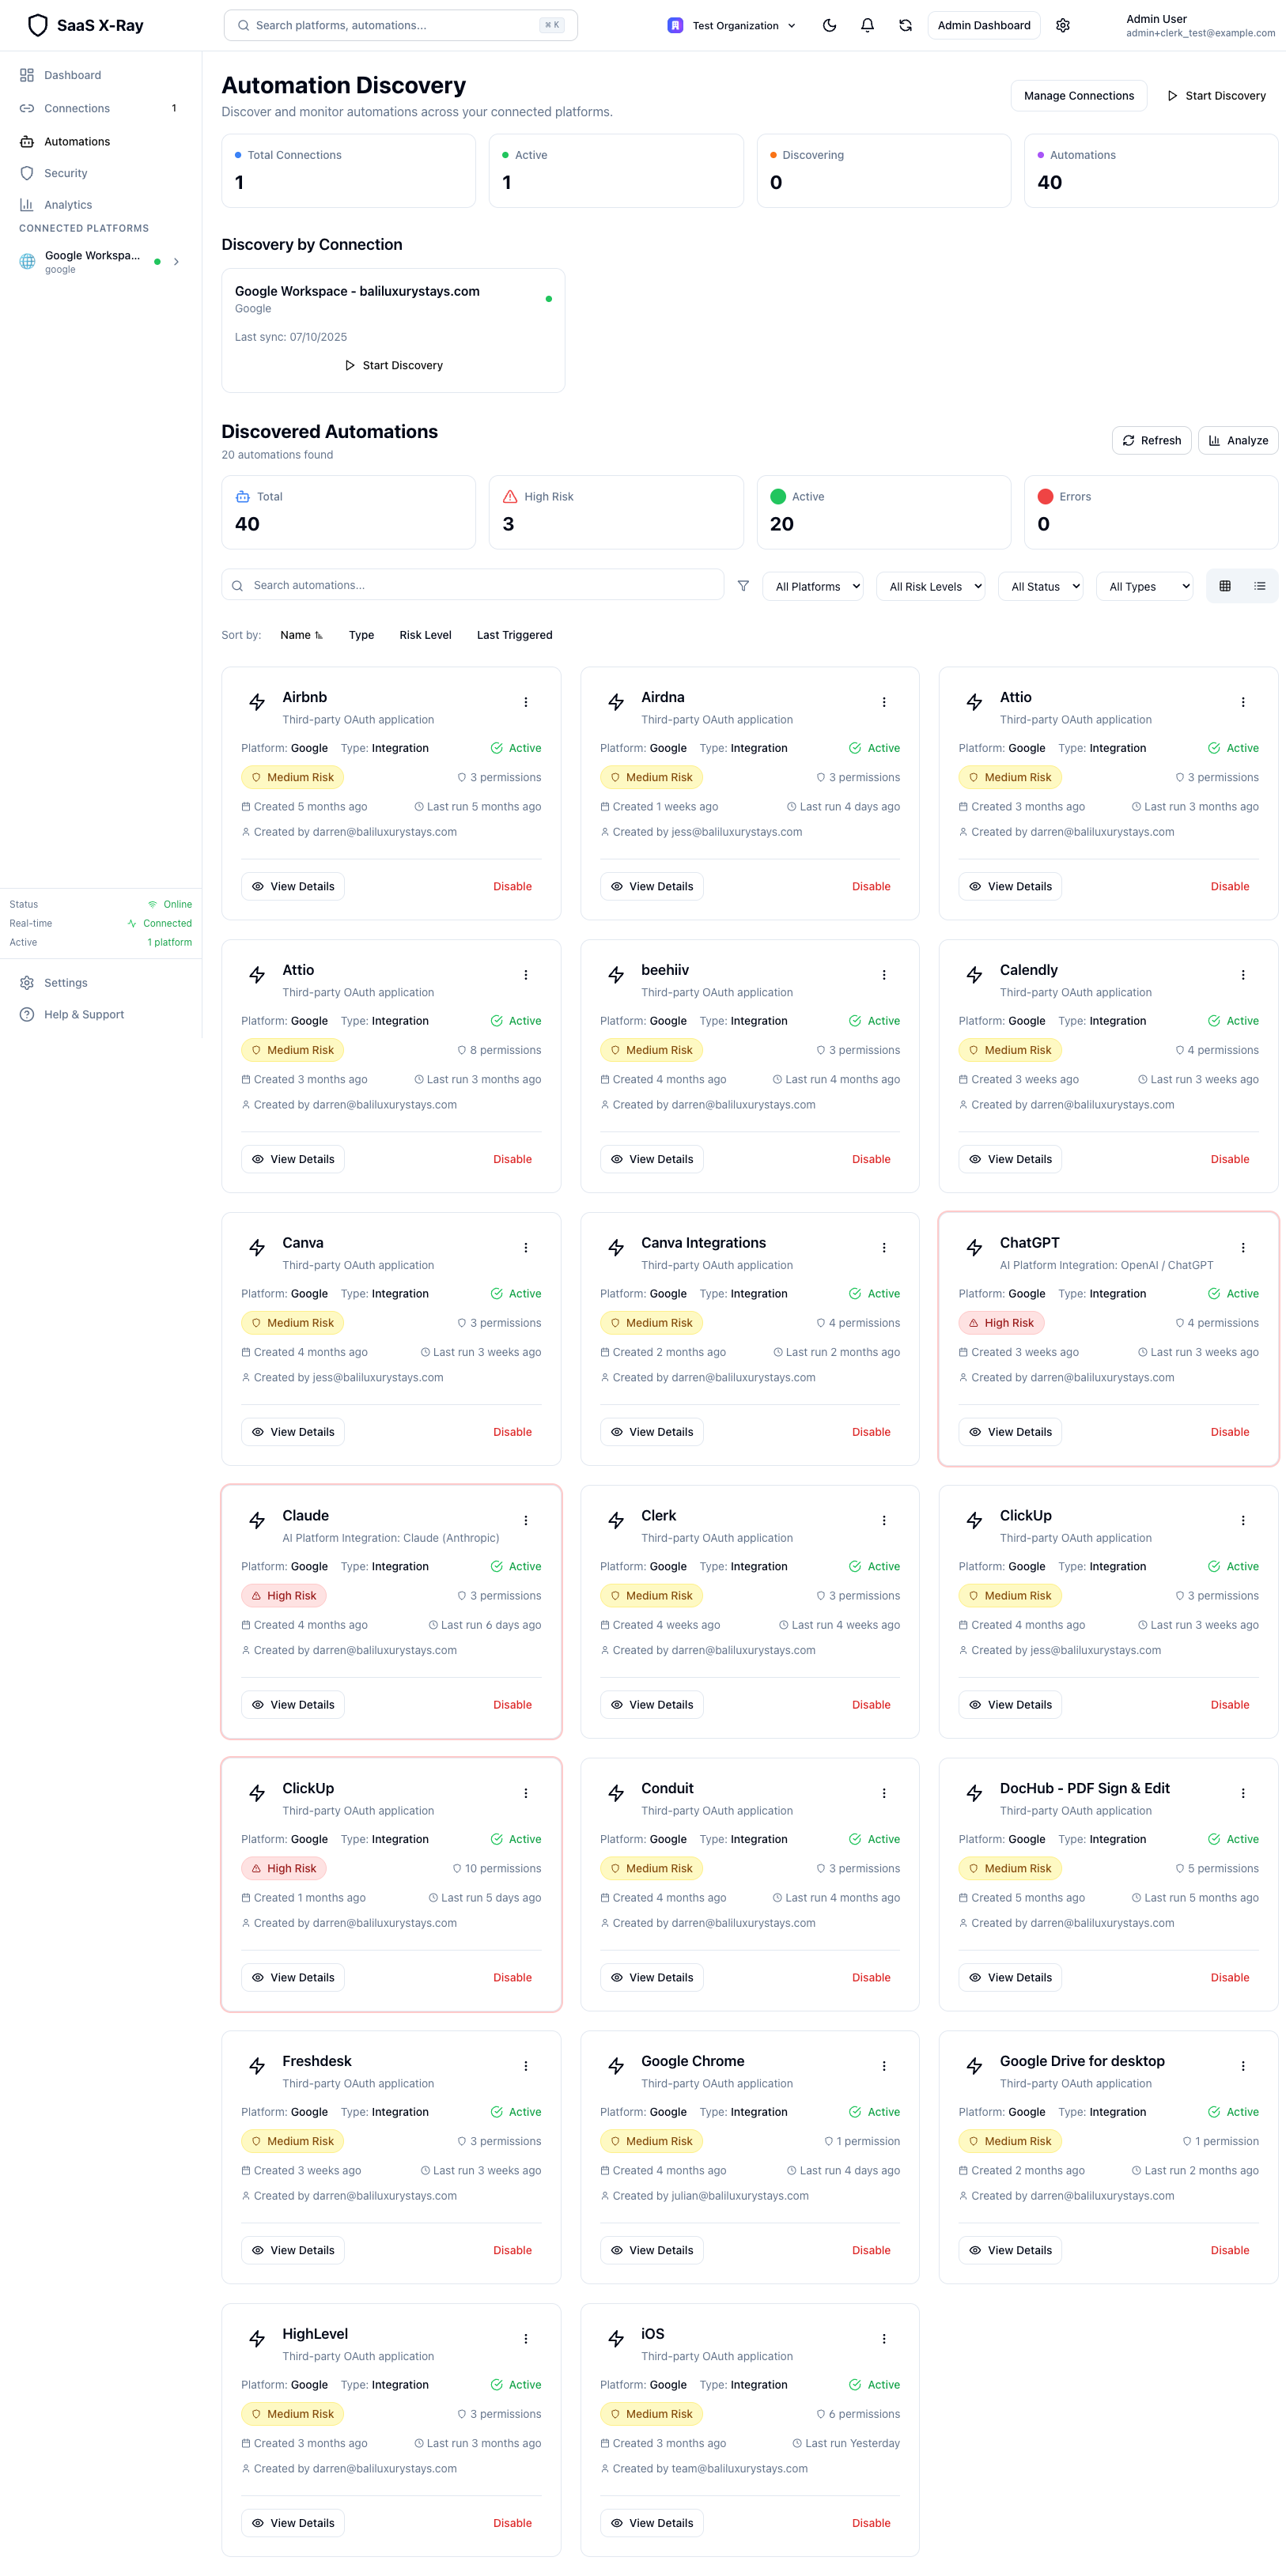 SaaS X-Ray
Search platforms, automations...
⌘ K
Test Organization
Admin Dashboard
Admin User
admin+clerk_test@example.com
Dashboard
Connections 1
Automations
Security
Analytics
CONNECTED PLATFORMS
Google Workspa...
google
Status Online
Real-time Connected
Active 1 platform
Settings
Help & Support
Automation Discovery
Discover and monitor automations across your connected platforms.
Manage Connections Start Discovery
Total Connections Active Discovering Automations
1 1 0 40
Discovery by Connection
Google Workspace - baliluxurystays.com
Google
Last sync: 07/10/2025
Start Discovery
Discovered Automations
20 automations found
Refresh Analyze
Total High Risk Active Errors
40 3 20 0
Search automations... All Platforms All Risk Levels All Status All Types
Sort by: Name Type Risk Level Last Triggered
Airbnb
Third-party OAuth application
Platform: Google Type: Integration Active
Medium Risk 3 permissions
Created 5 months ago Last run 5 months ago
Created by darren@baliluxurystays.com
View Details Disable
Airdna
Third-party OAuth application
Platform: Google Type: Integration Active
Medium Risk 3 permissions
Created 1 weeks ago Last run 4 days ago
Created by jess@baliluxurystays.com
View Details Disable
Attio
Third-party OAuth application
Platform: Google Type: Integration Active
Medium Risk 3 permissions
Created 3 months ago Last run 3 months ago
Created by darren@baliluxurystays.com
View Details Disable
Attio
Third-party OAuth application
Platform: Google Type: Integration Active
Medium Risk 8 permissions
Created 3 months ago Last run 3 months ago
Created by darren@baliluxurystays.com
View Details Disable
beehiiv
Third-party OAuth application
Platform: Google Type: Integration Active
Medium Risk 3 permissions
Created 4 months ago Last run 4 months ago
Created by darren@baliluxurystays.com
View Details Disable
Calendly
Third-party OAuth application
Platform: Google Type: Integration Active
Medium Risk 4 permissions
Created 3 weeks ago Last run 3 weeks ago
Created by darren@baliluxurystays.com
View Details Disable
Canva
Third-party OAuth application
Platform: Google Type: Integration Active
Medium Risk 3 permissions
Created 4 months ago Last run 3 weeks ago
Created by jess@baliluxurystays.com
View Details Disable
Canva Integrations
Third-party OAuth application
Platform: Google Type: Integration Active
Medium Risk 4 permissions
Created 2 months ago Last run 2 months ago
Created by darren@baliluxurystays.com
View Details Disable
ChatGPT
AI Platform Integration: OpenAI / ChatGPT
Platform: Google Type: Integration Active
High Risk 4 permissions
Created 3 weeks ago Last run 3 weeks ago
Created by darren@baliluxurystays.com
View Details Disable
Claude
AI Platform Integration: Claude (Anthropic)
Platform: Google Type: Integration Active
High Risk 3 permissions
Created 4 months ago Last run 6 days ago
Created by darren@baliluxurystays.com
View Details Disable
Clerk
Third-party OAuth application
Platform: Google Type: Integration Active
Medium Risk 3 permissions
Created 4 weeks ago Last run 4 weeks ago
Created by darren@baliluxurystays.com
View Details Disable
ClickUp
Third-party OAuth application
Platform: Google Type: Integration Active
Medium Risk 3 permissions
Created 4 months ago Last run 3 weeks ago
Created by jess@baliluxurystays.com
View Details Disable
ClickUp
Third-party OAuth application
Platform: Google Type: Integration Active
High Risk 10 permissions
Created 1 months ago Last run 5 days ago
Created by darren@baliluxurystays.com
View Details Disable
Conduit
Third-party OAuth application
Platform: Google Type: Integration Active
Medium Risk 3 permissions
Created 4 months ago Last run 4 months ago
Created by darren@baliluxurystays.com
View Details Disable
DocHub - PDF Sign & Edit
Third-party OAuth application
Platform: Google Type: Integration Active
Medium Risk 5 permissions
Created 5 months ago Last run 5 months ago
Created by darren@baliluxurystays.com
View Details Disable
Freshdesk
Third-party OAuth application
Platform: Google Type: Integration Active
Medium Risk 3 permissions
Created 3 weeks ago Last run 3 weeks ago
Created by darren@baliluxurystays.com
View Details Disable
Google Chrome
Third-party OAuth application
Platform: Google Type: Integration Active
Medium Risk 1 permission
Created 4 months ago Last run 4 days ago
Created by julian@baliluxurystays.com
View Details Disable
Google Drive for desktop
Third-party OAuth application
Platform: Google Type: Integration Active
Medium Risk 1 permission
Created 2 months ago Last run 2 months ago
Created by darren@baliluxurystays.com
View Details Disable
HighLevel
Third-party OAuth application
Platform: Google Type: Integration Active
Medium Risk 3 permissions
Created 3 months ago Last run 3 months ago
Created by darren@baliluxurystays.com
View Details Disable
iOS
Third-party OAuth application
Platform: Google Type: Integration Active
Medium Risk 6 permissions
Created 3 months ago Last run Yesterday
Created by team@baliluxurystays.com
View Details Disable